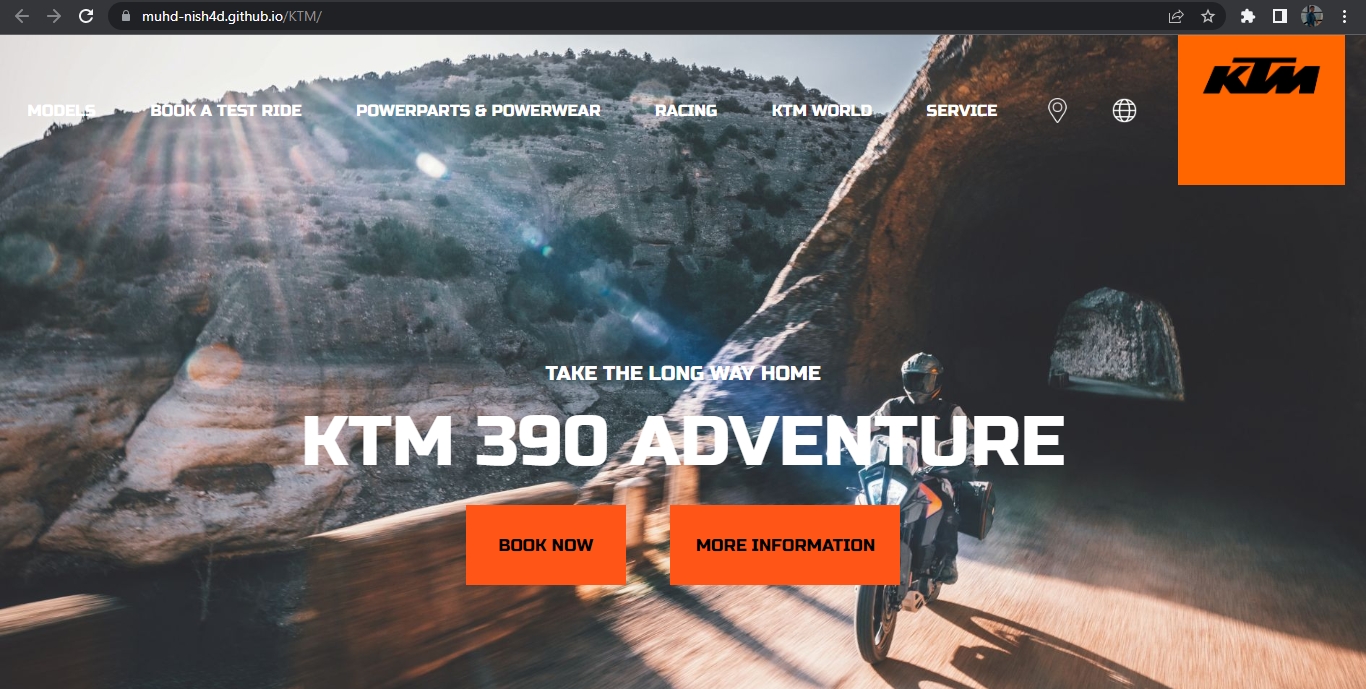 muhd-nish4d.github.io/KTM/
MODELS BOOK A TEST RIDE POWERPARTS & POWERWEAR RACING KTM WORLD SERVICE
KTM
TAKE THE LONG WAY HOME
KTM 390 ADVENTURE
BOOK NOW MORE INFORMATION